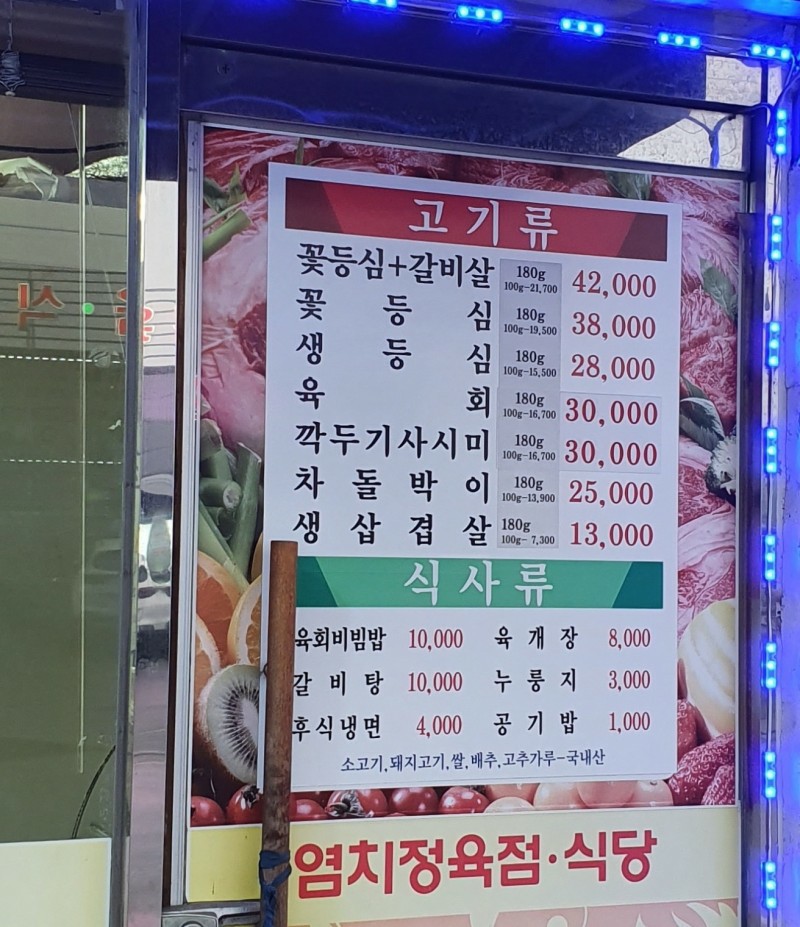 고기류
꽃등심+갈비살 180g 100g-21,700 42,000
꽃등심 180g 100g-19,500 38,000
생등심 180g 100g-15,500 28,000
육회 180g 100g-16,700 30,000
깍두기사시미 180g 100g-16,700 30,000
차돌박이 180g 100g-13,900 25,000
생삽겹살 180g 100g- 7,300 13,000
식사류
육회비빔밥 10,000 육개장 8,000
갈비탕 10,000 누룽지 3,000
후식냉면 4,000 공기밥 1,000
소고기,돼지고기,쌀,배추,고추가루-국내산
염치정육점·식당